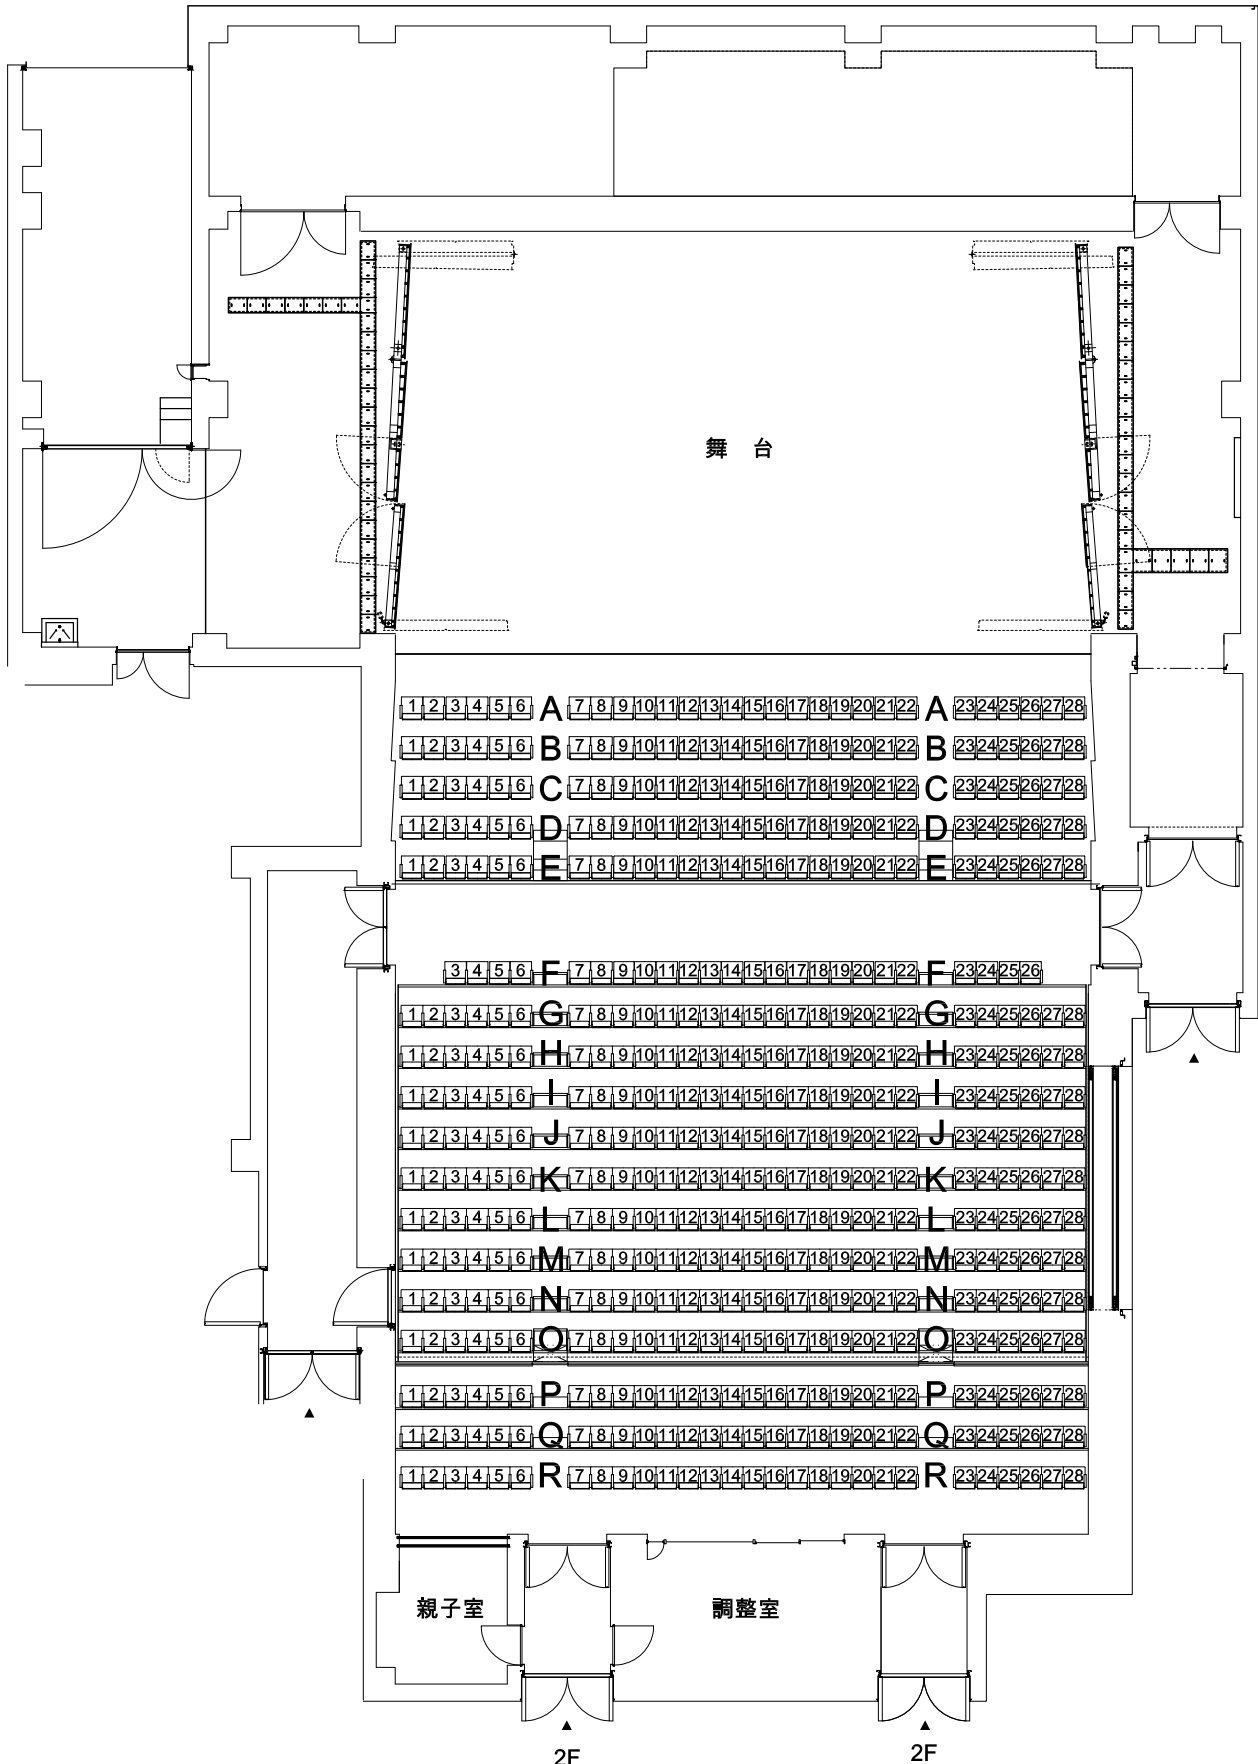 舞 台
1 2 3 4 5 6 A 7 8 9 10 11 12 13 14 15 16 17 18 19 20 21 22 A 23 24 25 26 27 28
1 2 3 4 5 6 B 7 8 9 10 11 12 13 14 15 16 17 18 19 20 21 22 B 23 24 25 26 27 28
1 2 3 4 5 6 C 7 8 9 10 11 12 13 14 15 16 17 18 19 20 21 22 C 23 24 25 26 27 28
1 2 3 4 5 6 D 7 8 9 10 11 12 13 14 15 16 17 18 19 20 21 22 D 23 24 25 26 27 28
1 2 3 4 5 6 E 7 8 9 10 11 12 13 14 15 16 17 18 19 20 21 22 E 23 24 25 26 27 28
3 4 5 6 F 7 8 9 10 11 12 13 14 15 16 17 18 19 20 21 22 F 23 24 25 26
1 2 3 4 5 6 G 7 8 9 10 11 12 13 14 15 16 17 18 19 20 21 22 G 23 24 25 26 27 28
1 2 3 4 5 6 H 7 8 9 10 11 12 13 14 15 16 17 18 19 20 21 22 H 23 24 25 26 27 28
1 2 3 4 5 6 I 7 8 9 10 11 12 13 14 15 16 17 18 19 20 21 22 I 23 24 25 26 27 28
1 2 3 4 5 6 J 7 8 9 10 11 12 13 14 15 16 17 18 19 20 21 22 J 23 24 25 26 27 28
1 2 3 4 5 6 K 7 8 9 10 11 12 13 14 15 16 17 18 19 20 21 22 K 23 24 25 26 27 28
1 2 3 4 5 6 L 7 8 9 10 11 12 13 14 15 16 17 18 19 20 21 22 L 23 24 25 26 27 28
1 2 3 4 5 6 M 7 8 9 10 11 12 13 14 15 16 17 18 19 20 21 22 M 23 24 25 26 27 28
1 2 3 4 5 6 N 7 8 9 10 11 12 13 14 15 16 17 18 19 20 21 22 N 23 24 25 26 27 28
1 2 3 4 5 6 O 7 8 9 10 11 12 13 14 15 16 17 18 19 20 21 22 O 23 24 25 26 27 28
1 2 3 4 5 6 P 7 8 9 10 11 12 13 14 15 16 17 18 19 20 21 22 P 23 24 25 26 27 28
1 2 3 4 5 6 Q 7 8 9 10 11 12 13 14 15 16 17 18 19 20 21 22 Q 23 24 25 26 27 28
1 2 3 4 5 6 R 7 8 9 10 11 12 13 14 15 16 17 18 19 20 21 22 R 23 24 25 26 27 28
親子室 調整室
2F 2F